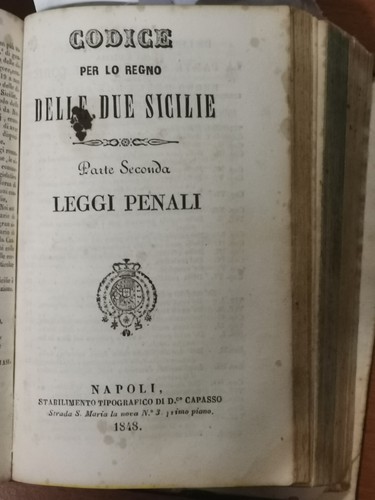 CODICE
PER LO REGNO
DELLE DUE SICILIE
Parte Seconda
LEGGI PENALI
NAPOLI,
STABILIMENTO TIPOGRAFICO DI D.co CAPASSO
Strada S. Maria la nova N.° 3. primo piano.
1848.